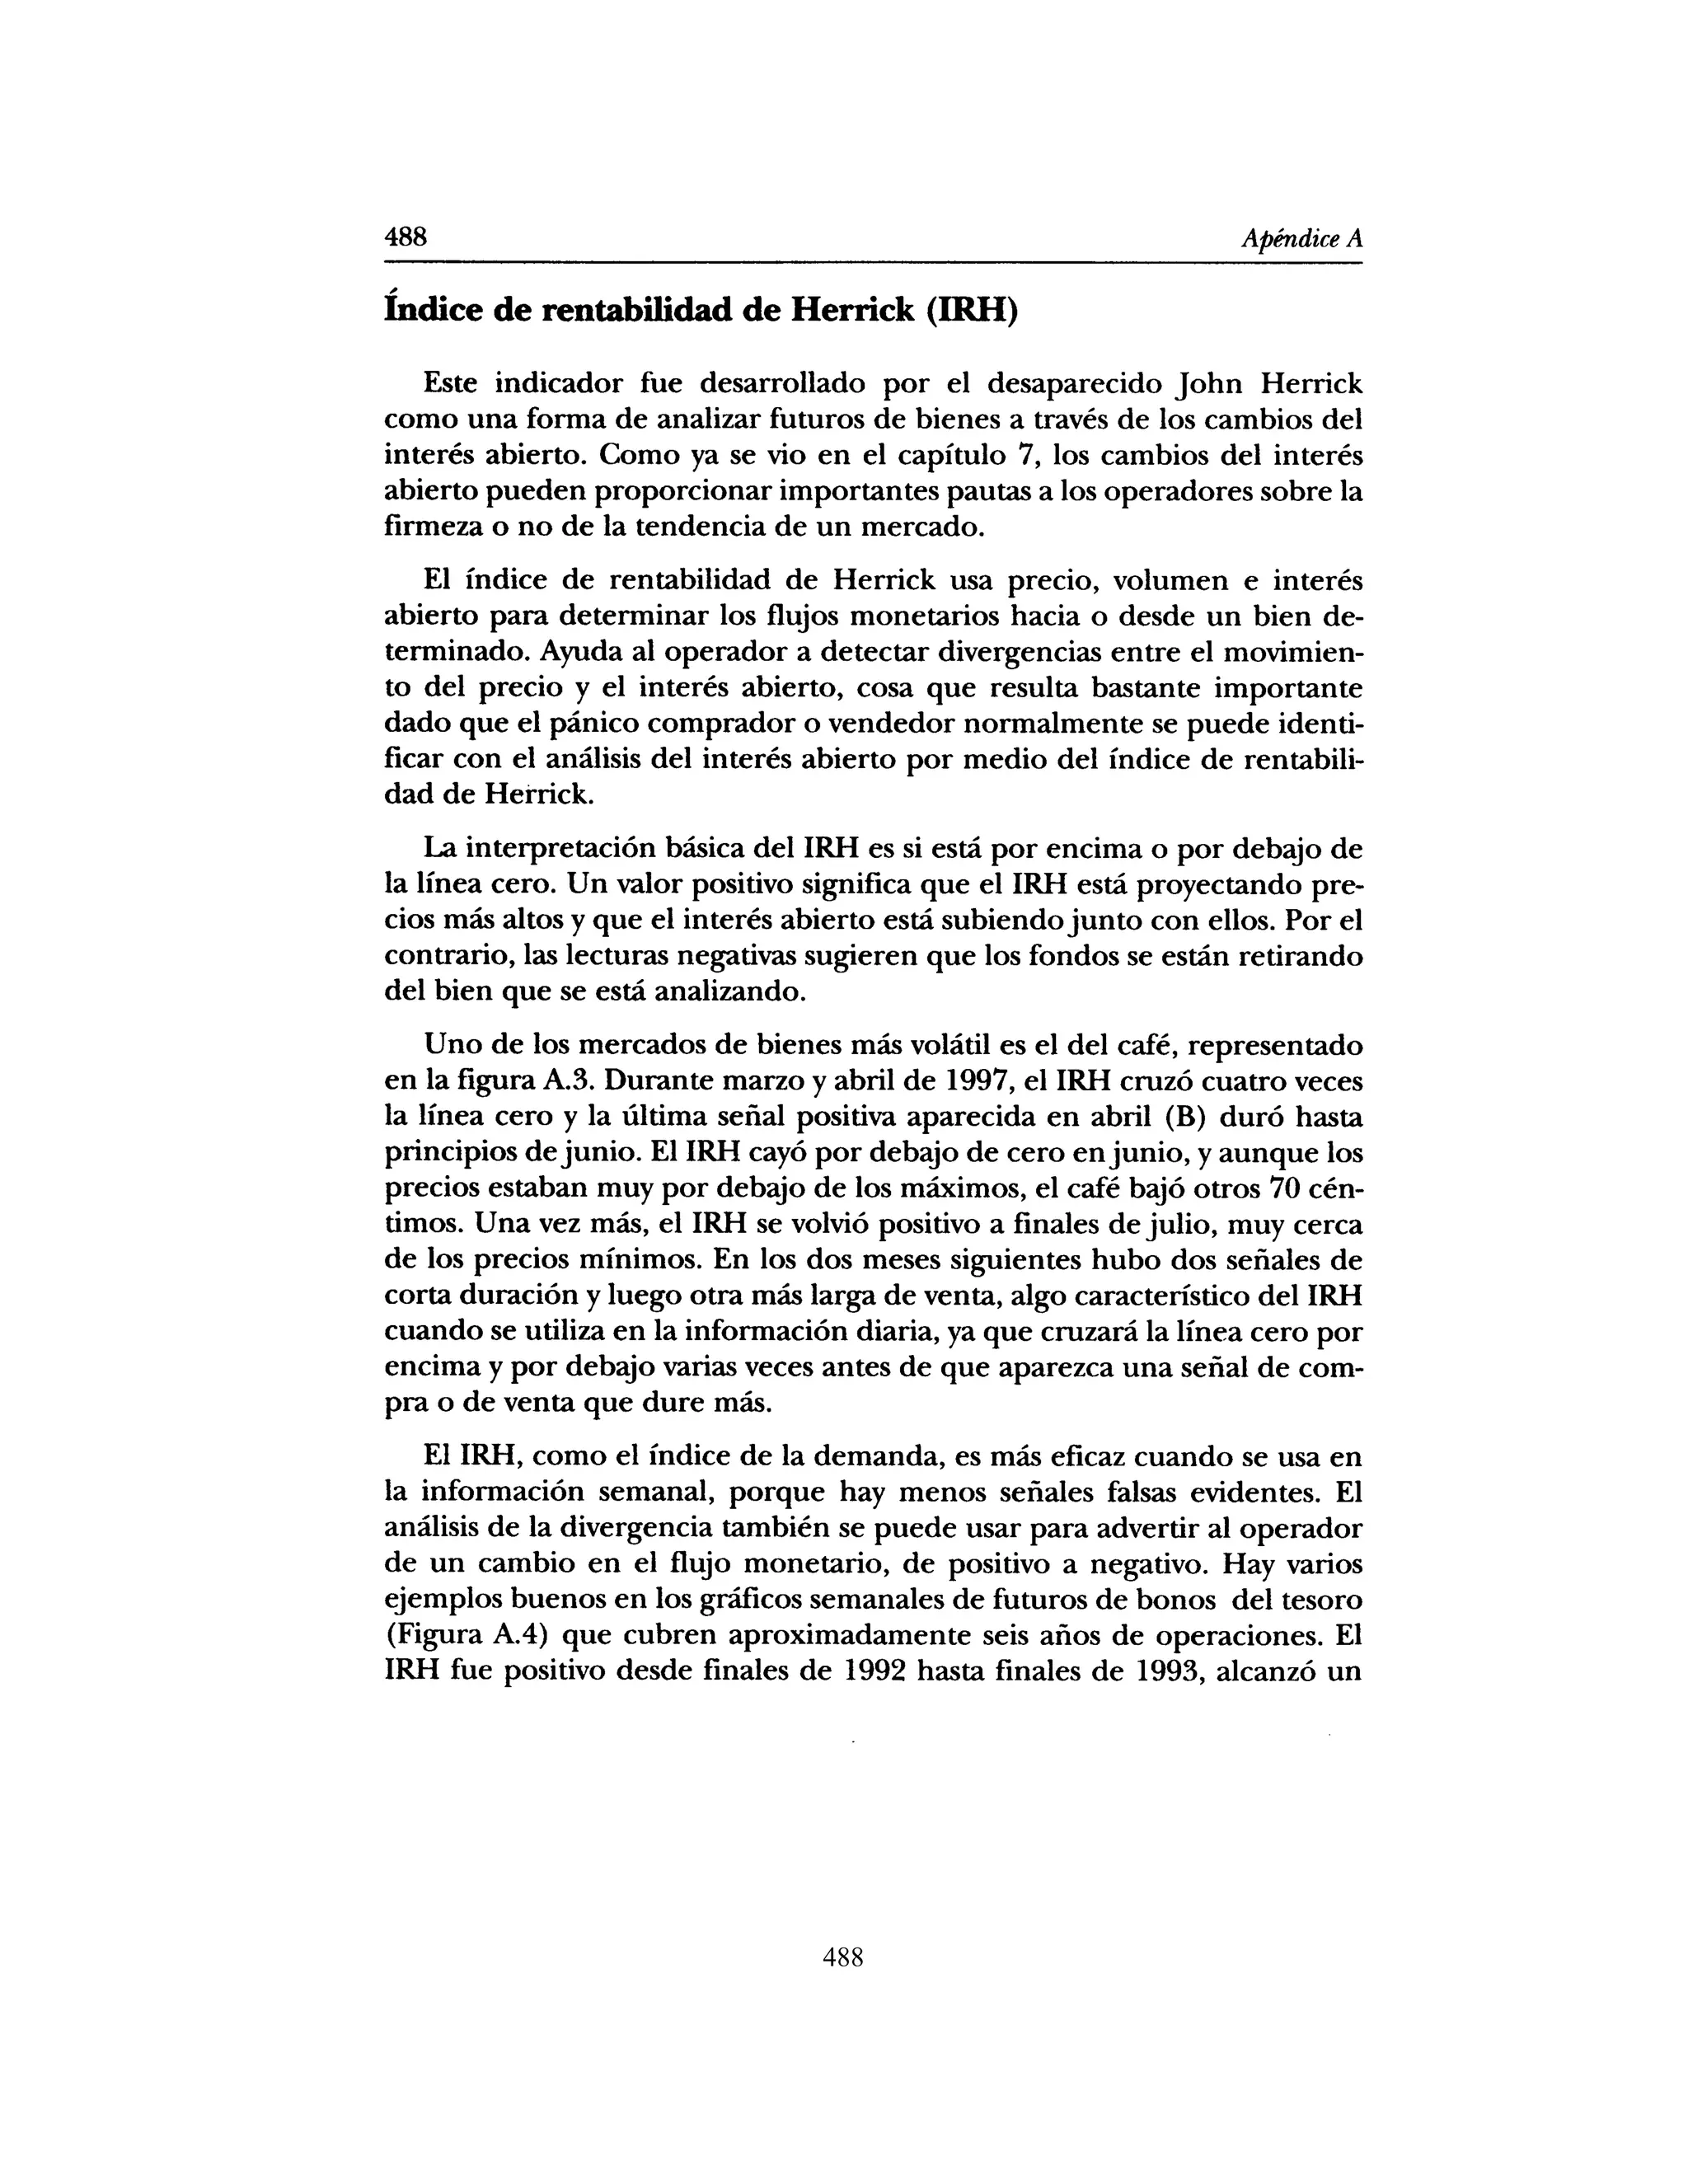 488 Apéndice A
Índice de rentabilidad de Herrick (IRH)
Este indicador fue desarrollado por el desaparecido John Herrick
como una forma de analizar futuros de bienes a través de los cambios del
interés abierto. Como ya se vio en el capítulo 7, los cambios del interés
abierto pueden proporcionar importantes pautas a los operadores sobre la
firmeza o no de la tendencia de un mercado.
El índice de rentabilidad de Herrick usa precio, volumen e interés
abierto para determinar los flujos monetarios hacia o desde un bien de-
terminado. Ayuda al operador a detectar divergencias entre el movimien-
to del precio y el interés abierto, cosa que resulta bastante importante
dado que el pánico comprador o vendedor normalmente se puede identi-
ficar con el análisis del interés abierto por medio del índice de rentabili-
dad de Herrick.
La interpretación básica del IRH es si está por encima o por debajo de
la línea cero. Un valor positivo significa que el IRH está proyectando pre-
cios más altos y que el interés abierto está subiendo junto con ellos. Por el
contrario, las lecturas negativas sugieren que los fondos se están retirando
del bien que se está analizando.
Uno de los mercados de bienes más volátil es el del café, representado
en la figura A.3. Durante marzo y abril de 1997, el IRH cruzó cuatro veces
la línea cero y la última señal positiva aparecida en abril (B) duró hasta
principios de junio. El IRH cayó por debajo de cero en junio, y aunque los
precios estaban muy por debajo de los máximos, el café bajó otros 70 cén-
timos. Una vez más, el IRH se volvió positivo a finales de julio, muy cerca
de los precios mínimos. En los dos meses siguientes hubo dos señales de
corta duración y luego otra más larga de venta, algo característico del IRH
cuando se utiliza en la información diaria, ya que cruzará la línea cero por
encima y por debajo varias veces antes de que aparezca una señal de com-
pra o de venta que dure más.
El IRH, como el índice de la demanda, es más eficaz cuando se usa en
la información semanal, porque hay menos señales falsas evidentes. El
análisis de la divergencia también se puede usar para advertir al operador
de un cambio en el flujo monetario, de positivo a negativo. Hay varios
ejemplos buenos en los gráficos semanales de futuros de bonos del tesoro
(Figura A.4) que cubren aproximadamente seis años de operaciones. El
IRH fue positivo desde finales de 1992 hasta finales de 1993, alcanzó un
488